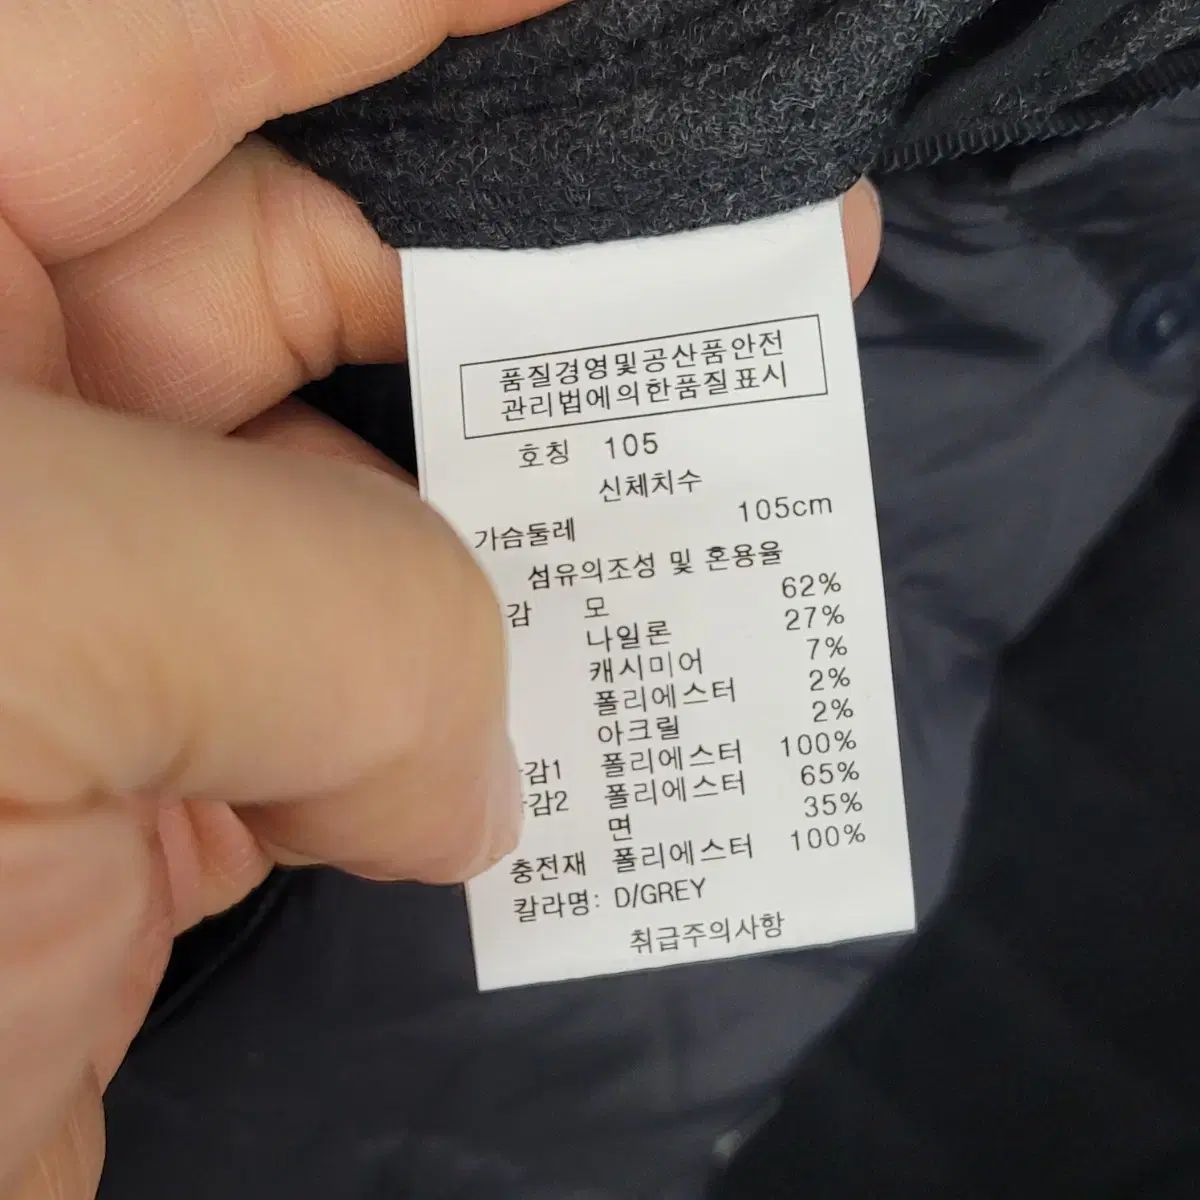 품질경영및공산품안전
관리법에의한품질표시
호칭 105
신체치수
가슴둘레 105cm
섬유의조성 및 혼용율
감 모 62%
나일론 27%
캐시미어 7%
폴리에스터 2%
아크릴 2%
감1 폴리에스터 100%
감2 폴리에스터 65%
면 35%
충전재 폴리에스터 100%
칼라명: D/GREY
취급주의사항